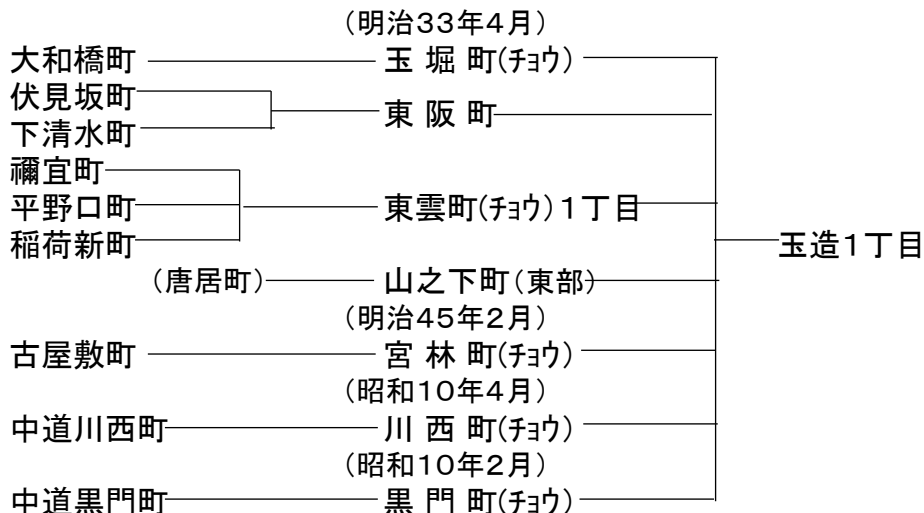 (明治33年4月)
大和橋町 玉 堀 町(ﾁｮｳ)
伏見坂町
東 阪 町
下清水町
禰宜町
平野口町 東雲町(ﾁｮｳ)1丁目
稲荷新町 玉造1丁目
(唐居町) 山之下町(東部)
(明治45年2月)
古屋敷町 宮 林 町(ﾁｮｳ)
(昭和10年4月)
中道川西町 川 西 町(ﾁｮｳ)
(昭和10年2月)
中道黒門町 黒 門 町(ﾁｮｳ)